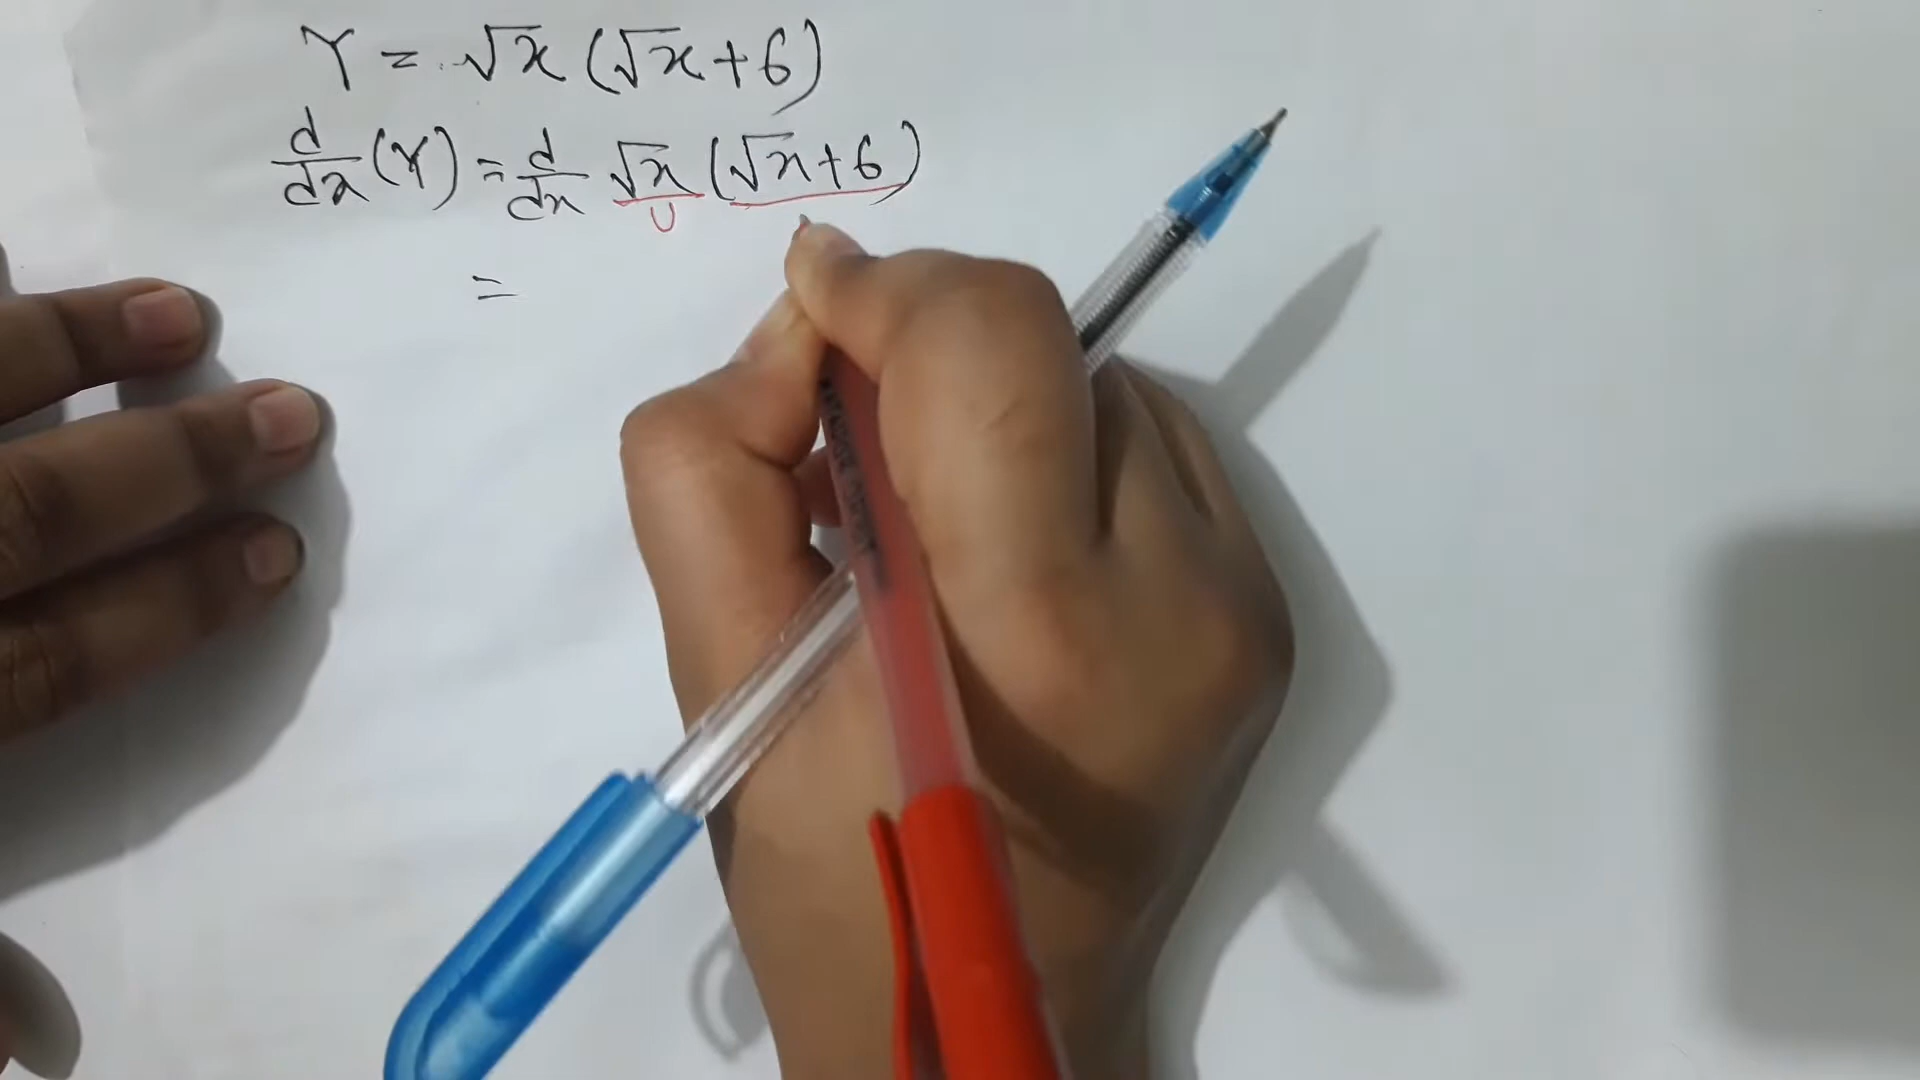 Y = √x (√x + 6)
d/dx (Y) = d/dx √x (√x + 6)
U
=